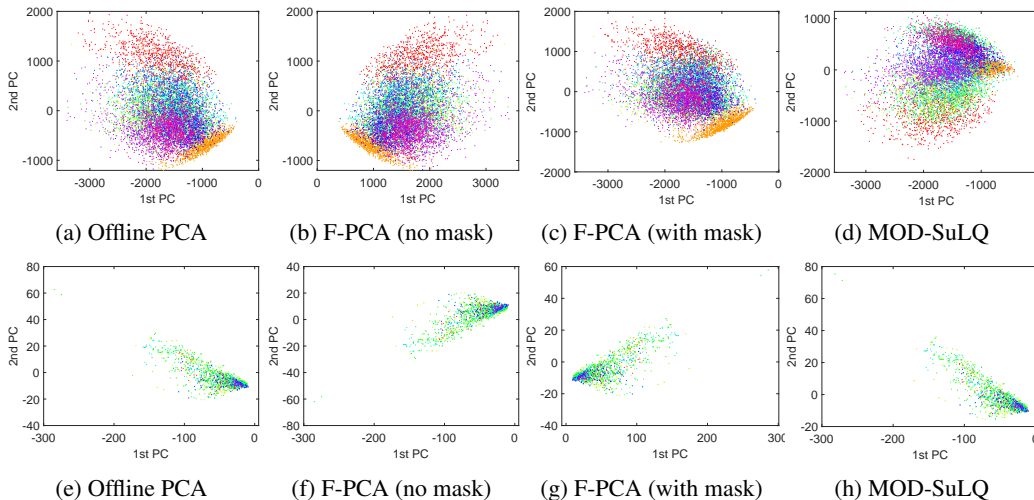 2000
1000
0
-1000
2nd PC
-3000 -2000 -1000 0
1st PC
(a) Offline PCA
2000
1000
0
-1000
2nd PC
0 1000 2000 3000
1st PC
(b) F-PCA (no mask)
2000
1000
0
-1000
-2000
2nd PC
-3000 -2000 -1000 0
1st PC
(c) F-PCA (with mask)
1000
0
-1000
2000
2nd PC
-3000 -2000 -1000
1st PC
(d) MOD-SuLQ
80
60
40
20
0
-20
-40
2nd PC
-300 -200 -100 0
1st PC
(e) Offline PCA
40
20
0
-20
-40
-60
-80
2nd PC
-300 -200 -100 0
1st PC
(f) F-PCA (no mask)
60
40
20
0
-20
-40
2nd PC
0 100 200 300
1st PC
(g) F-PCA (with mask)
80
60
40
20
0
-20
2nd PC
-300 -200 -100 0
1st PC
(h) MOD-SuLQ